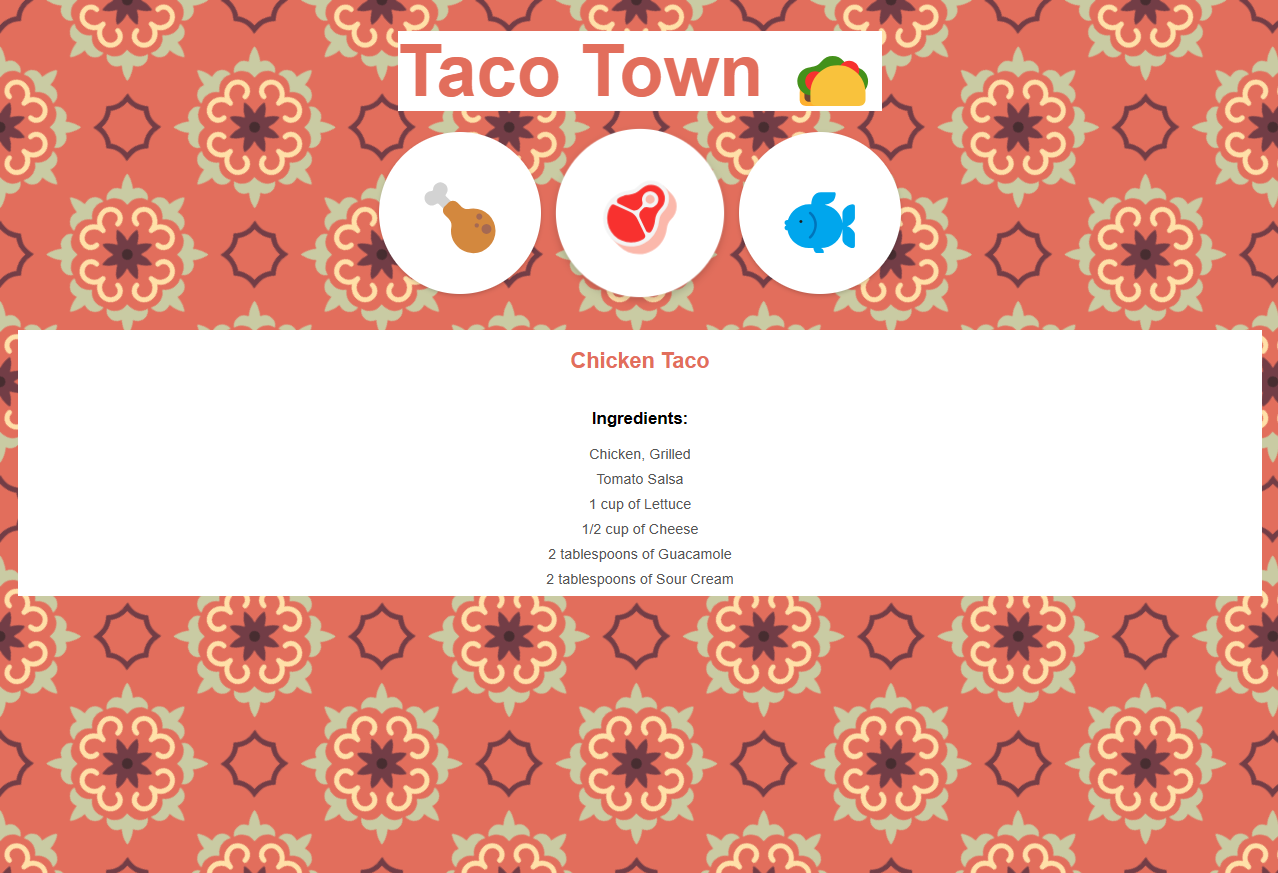 Taco Town 🌮
Chicken Taco
Ingredients:
Chicken, Grilled
Tomato Salsa
1 cup of Lettuce
1/2 cup of Cheese
2 tablespoons of Guacamole
2 tablespoons of Sour Cream